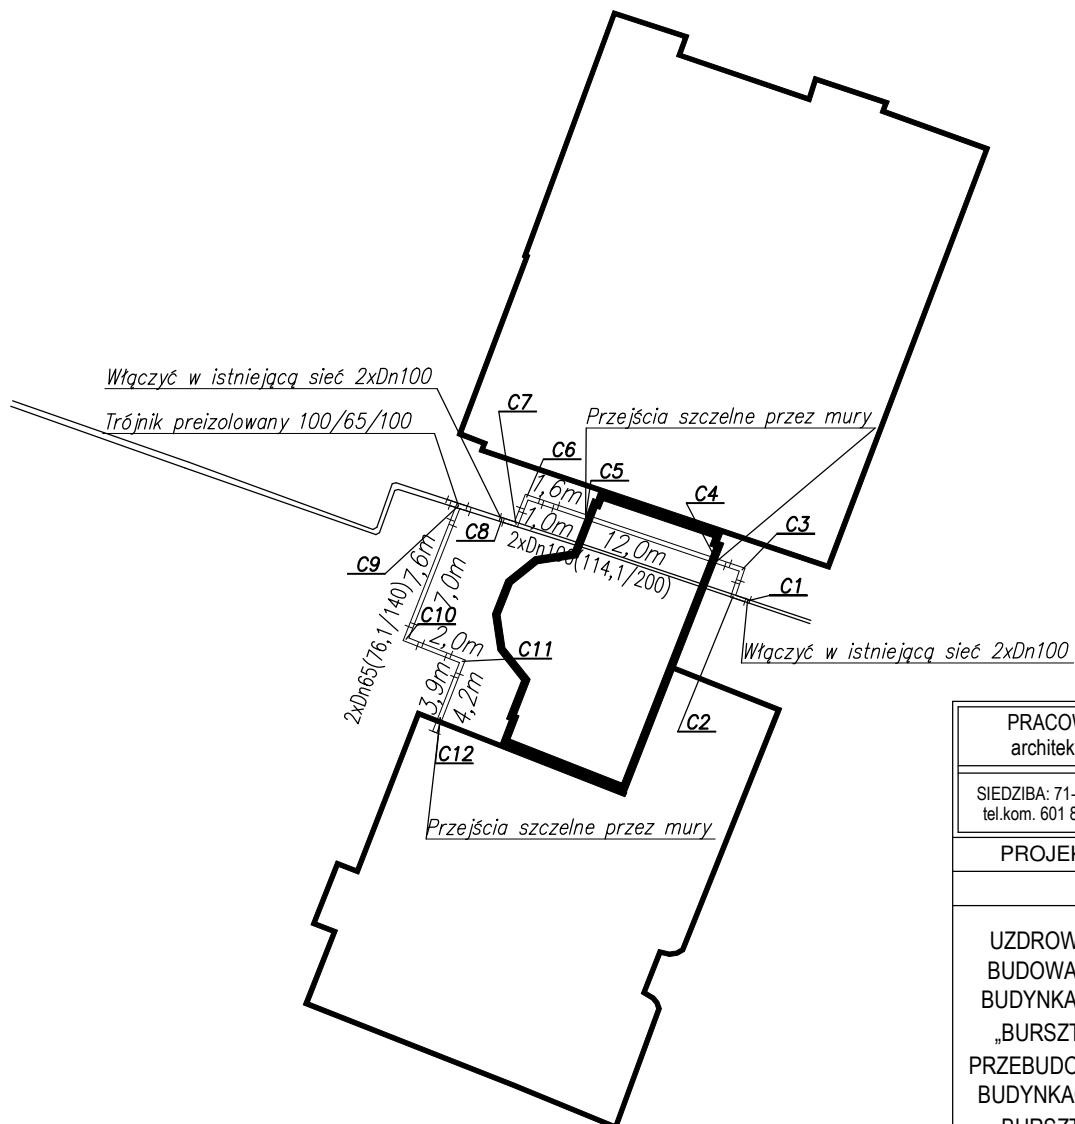 Włączyć w istniejącą sieć 2xDn100
Trójnik preizolowany 100/65/100
C7
Przejścia szczelne przez mury
C6
C5
1,6m
C4
C3
1,0m
12,0m
C8
2xDn100(114,1/200)
C9
7,6m
7,0m
C1
C10
2,0m
C11
2xDn65(76,1/140)
Włączyć w istniejącą sieć 2xDn100
3,9m
4,2m
C2
C12
Przejścia szczelne przez mury
PRACOW
architek
SIEDZIBA: 71-
tel.kom. 601 8
PROJEK
UZDROW
BUDOWA
BUDYNKA
„BURSZT
PRZEBUDO
BUDYNKA